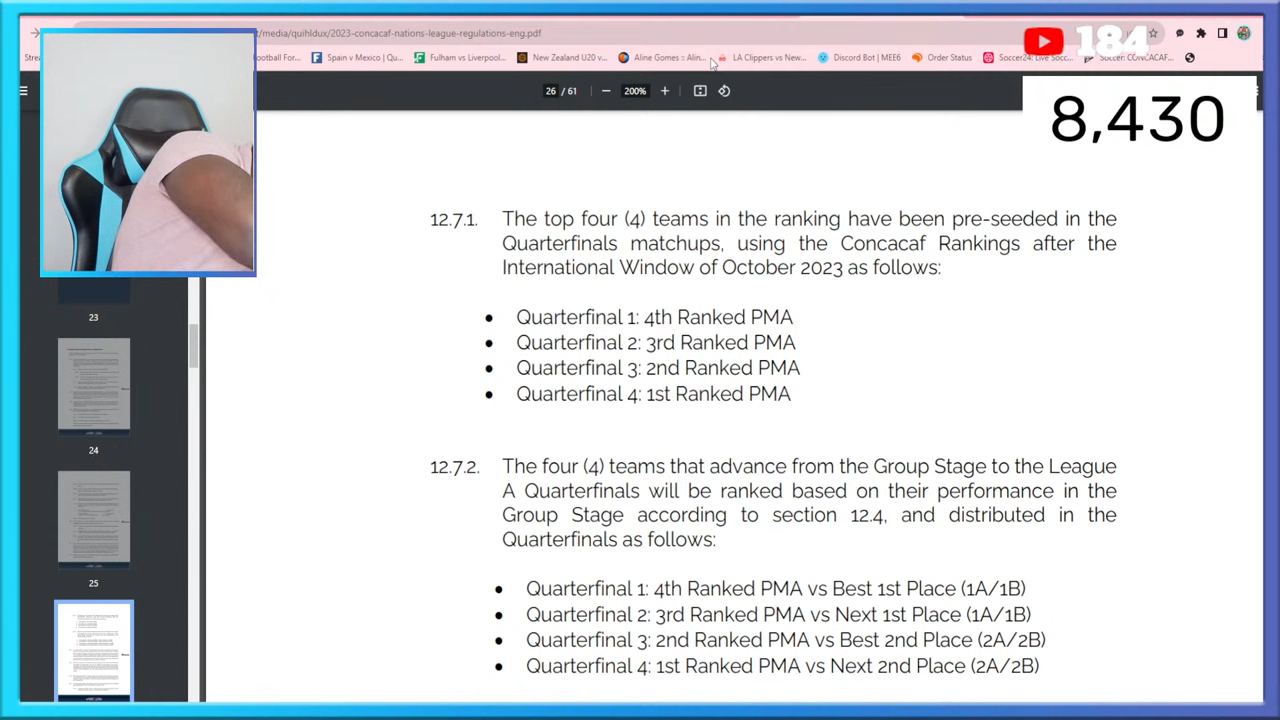 t/media/quihldux/2023-concacaf-nations-league-regulations-eng.pdf
184
Strea
ootball For...
Spain v Mexico | Qu...
Fulham vs Liverpool...
New Zealand U20 v...
Aline Gomes :: Alin...
LA Clippers vs New...
Discord Bot | MEE6
Order Status
Soccer24: Live Socc...
Soccer: CONCACAF...
26 / 61
200%
8,430
12.7.1. The top four (4) teams in the ranking have been pre-seeded in the
Quarterfinals matchups, using the Concacaf Rankings after the
International Window of October 2023 as follows:
• Quarterfinal 1: 4th Ranked PMA
• Quarterfinal 2: 3rd Ranked PMA
• Quarterfinal 3: 2nd Ranked PMA
• Quarterfinal 4: 1st Ranked PMA
12.7.2. The four (4) teams that advance from the Group Stage to the League
Quarterfinals will be ranked based on their performance in the
Group Stage according to section 12.4, and distributed in the
Quarterfinals as follows:
• Quarterfinal 1: 4th Ranked PMA vs Best 1st Place (1A/1B)
• Quarterfinal 2: 3rd Ranked PMA vs Next 1st Place (1A/1B)
• Quarterfinal 3: 2nd Ranked PMA vs Best 2nd Place (2A/2B)
• Quarterfinal 4: 1st Ranked PMA vs Next 2nd Place (2A/2B)
23
24
25